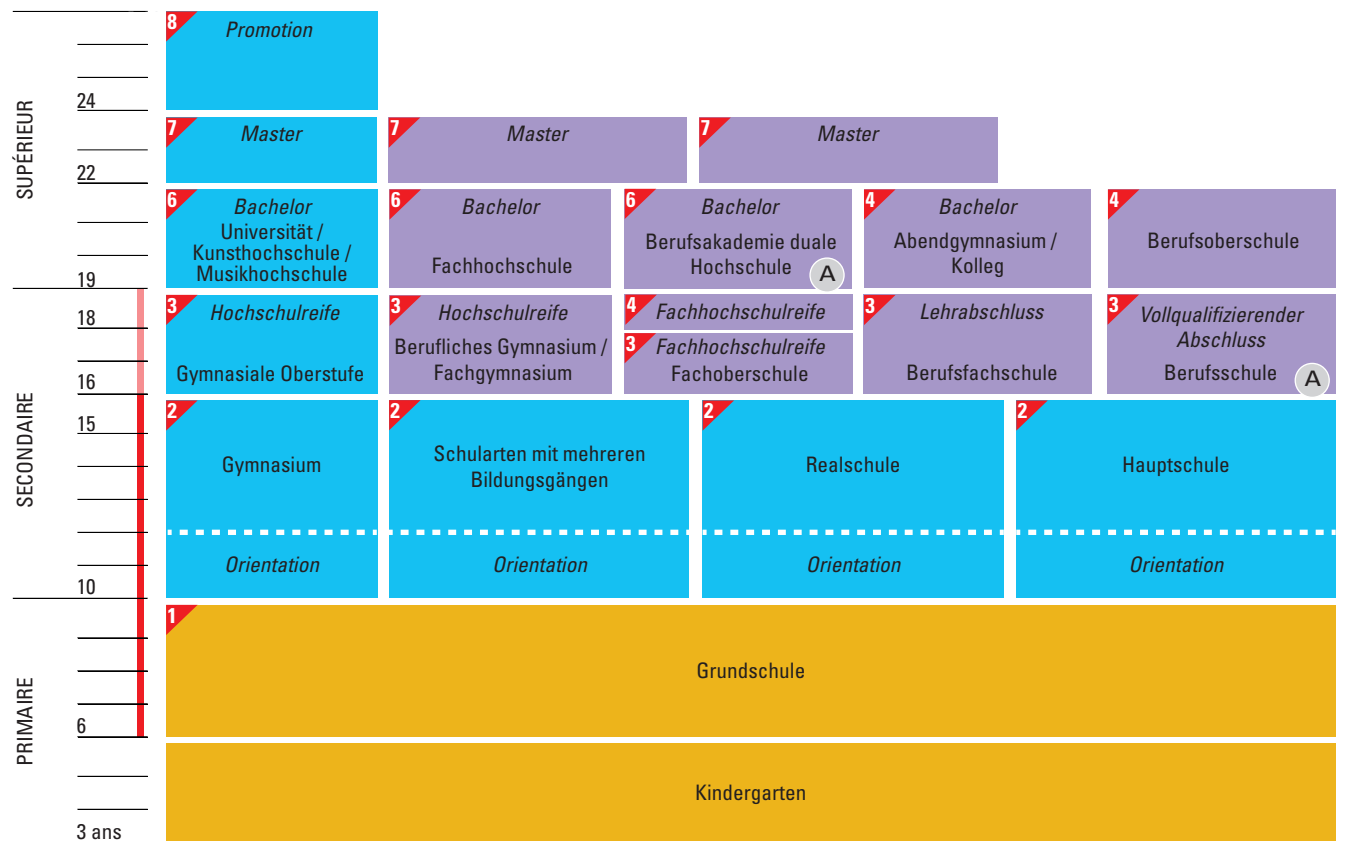 SUPÉRIEUR
SECONDAIRE
PRIMAIRE
24
22
19
18
16
15
10
6
3 ans
8
Promotion
7
Master
7
Master
7
Master
6
Bachelor
Universität /
Kunsthochschule /
Musikhochschule
6
Bachelor
Fachhochschule
6
Bachelor
Berufsakademie duale
Hochschule
A
4
Bachelor
Abendgymnasium /
Kolleg
4
Berufsoberschule
3
Hochschulreife
Gymnasiale Oberstufe
3
Hochschulreife
Berufliches Gymnasium /
Fachgymnasium
4
Fachhochschulreife
3
Fachhochschulreife
Fachoberschule
3
Lehrabschluss
Berufsfachschule
3
Vollqualifizierender
Abschluss
Berufsschule
A
2
Gymnasium
Orientation
2
Schularten mit mehreren
Bildungsgängen
Orientation
2
Realschule
Orientation
2
Hauptschule
Orientation
1
Grundschule
Kindergarten